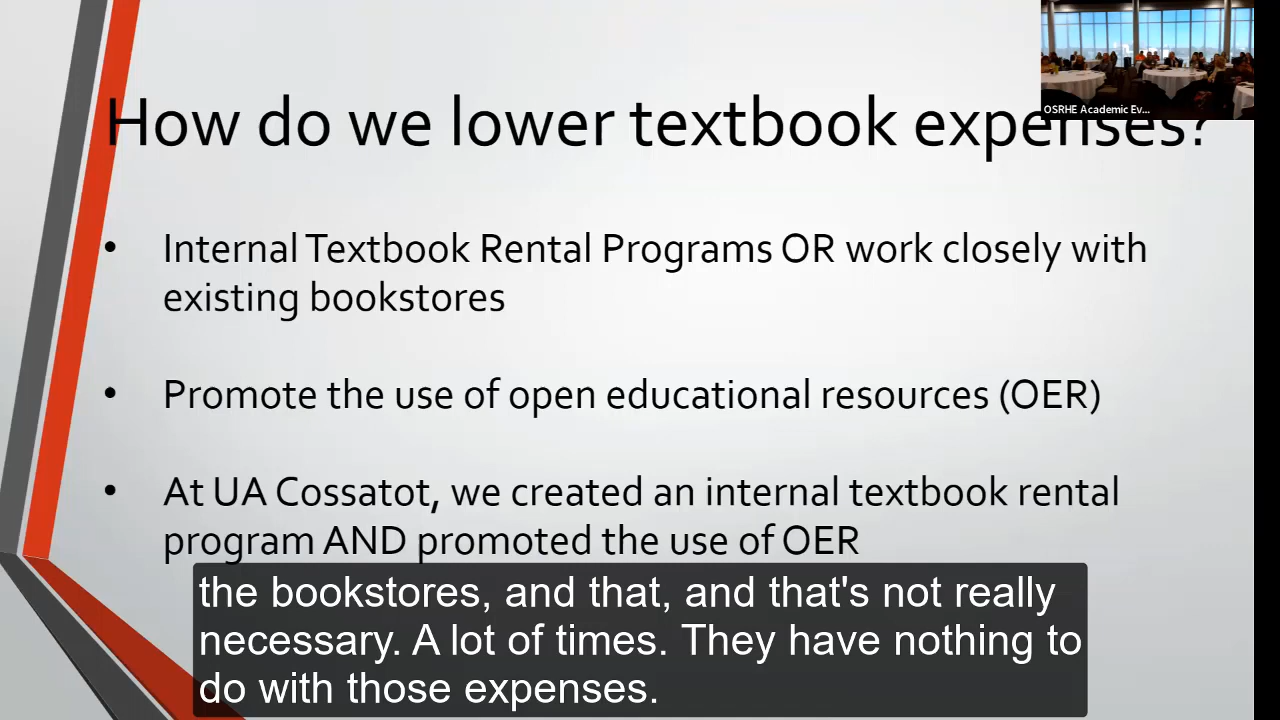 OSRHE Academic Ev...
How do we lower textbook expenses?
• Internal Textbook Rental Programs OR work closely with
existing bookstores
• Promote the use of open educational resources (OER)
• At UA Cossatot, we created an internal textbook rental
program AND promoted the use of OER
the bookstores, and that, and that's not really
necessary. A lot of times. They have nothing to
do with those expenses.